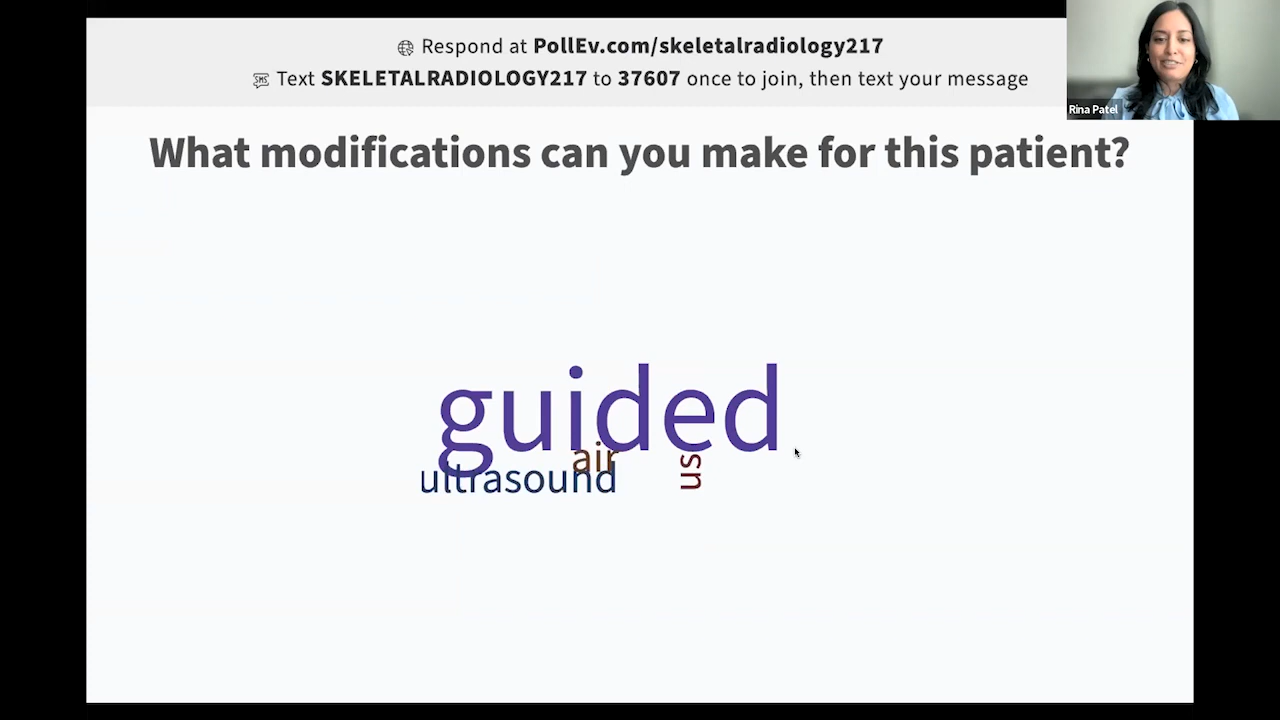 Respond at PollEv.com/skeletalradiology217
Text SKELETALRADIOLOGY217 to 37607 once to join, then text your message
Rina Patel
What modifications can you make for this patient?
guided
air
ultrasound
us